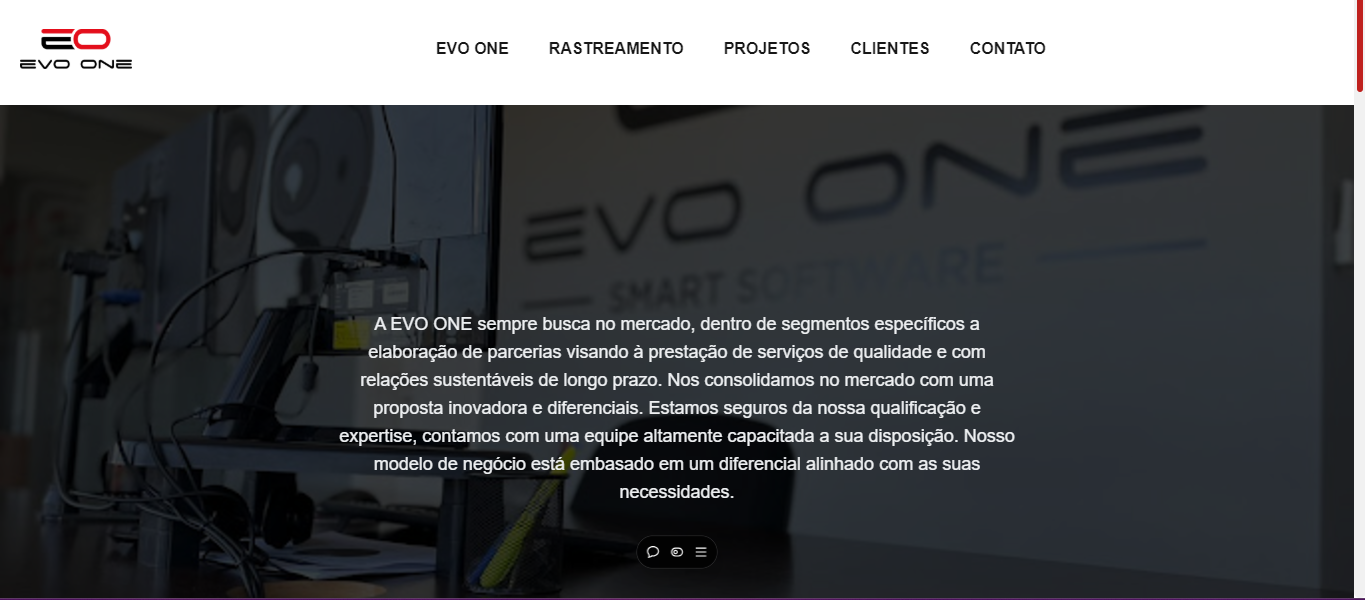 EO
EVO ONE
EVO ONE
RASTREAMENTO
PROJETOS
CLIENTES
CONTATO
EVO ONE
SMART SOFTWARE
A EVO ONE sempre busca no mercado, dentro de segmentos específicos a
elaboração de parcerias visando à prestação de serviços de qualidade e com
relações sustentáveis de longo prazo. Nos consolidamos no mercado com uma
proposta inovadora e diferenciais. Estamos seguros da nossa qualificação e
expertise, contamos com uma equipe altamente capacitada a sua disposição. Nosso
modelo de negócio está embasado em um diferencial alinhado com as suas
necessidades.